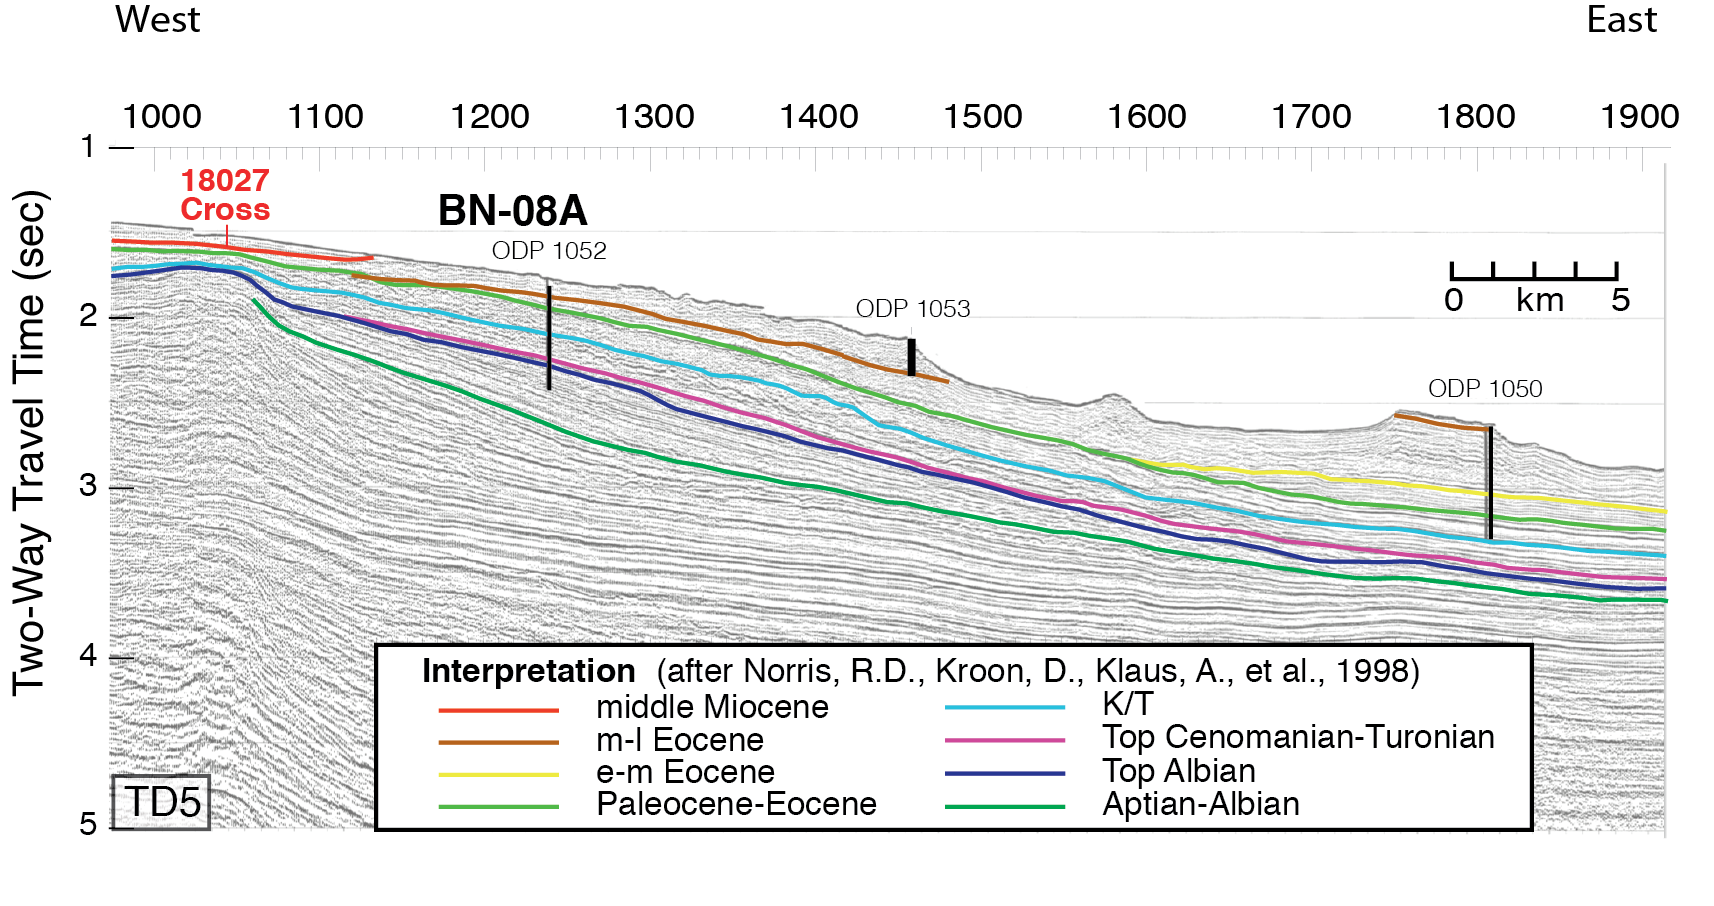 West East
1000 1100 1200 1300 1400 1500 1600 1700 1800 1900
1
18027
Cross
BN-08A
ODP 1052
ODP 1053
0 km 5
2
ODP 1050
Two-Way Travel Time (sec)
3
4
Interpretation (after Norris, R.D., Kroon, D., Klaus, A., et al., 1998)
middle Miocene K/T
m-l Eocene Top Cenomanian-Turonian
e-m Eocene Top Albian
Paleocene-Eocene Aptian-Albian
TD5
5